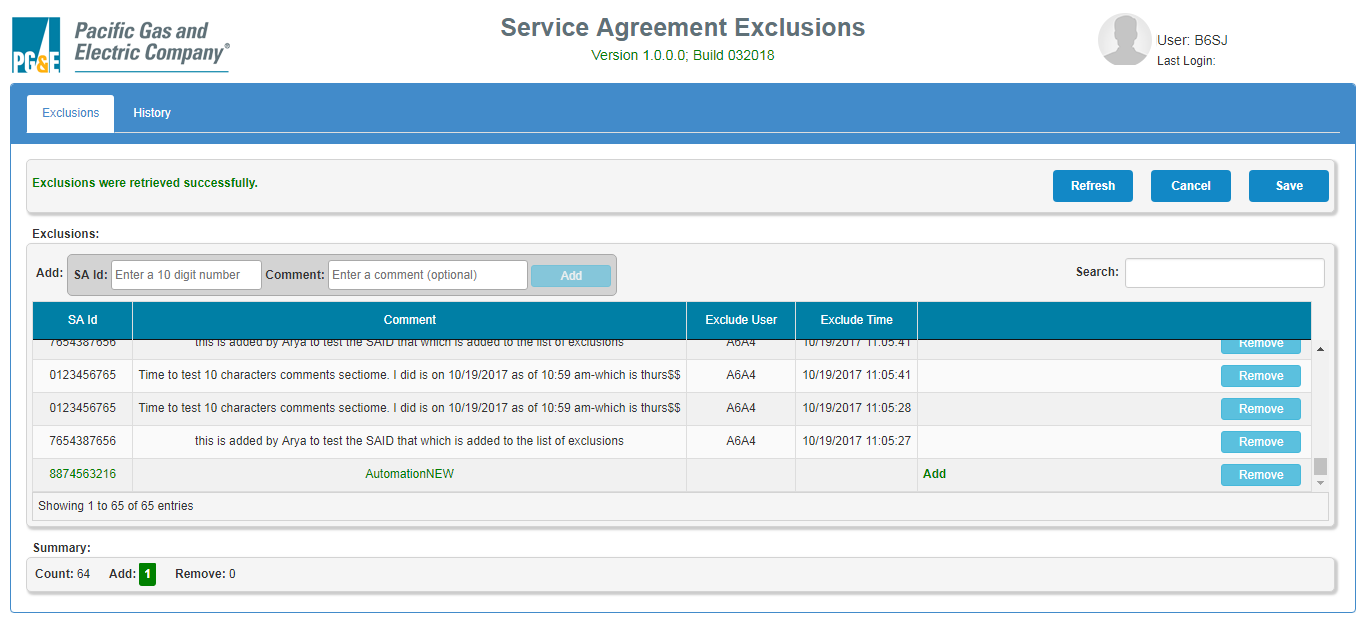 Pacific Gas and
Electric Company®
PG&E
Service Agreement Exclusions
Version 1.0.0.0; Build 032018
User: B6SJ
Last Login:
Exclusions History
Exclusions were retrieved successfully.
Refresh Cancel Save
Exclusions:
Add: SA Id: Enter a 10 digit number Comment: Enter a comment (optional) Add Search:
SA Id Comment Exclude User Exclude Time
7654387656 this is added by Arya to test the SAID that which is added to the list of exclusions A6A4 10/19/2017 11:05:41 Remove
0123456765 Time to test 10 characters comments sectiome. I did is on 10/19/2017 as of 10:59 am-which is thurs$$ A6A4 10/19/2017 11:05:41 Remove
0123456765 Time to test 10 characters comments sectiome. I did is on 10/19/2017 as of 10:59 am-which is thurs$$ A6A4 10/19/2017 11:05:28 Remove
7654387656 this is added by Arya to test the SAID that which is added to the list of exclusions A6A4 10/19/2017 11:05:27 Remove
8874563216 AutomationNEW Add Remove
Showing 1 to 65 of 65 entries
Summary:
Count: 64 Add: 1 Remove: 0